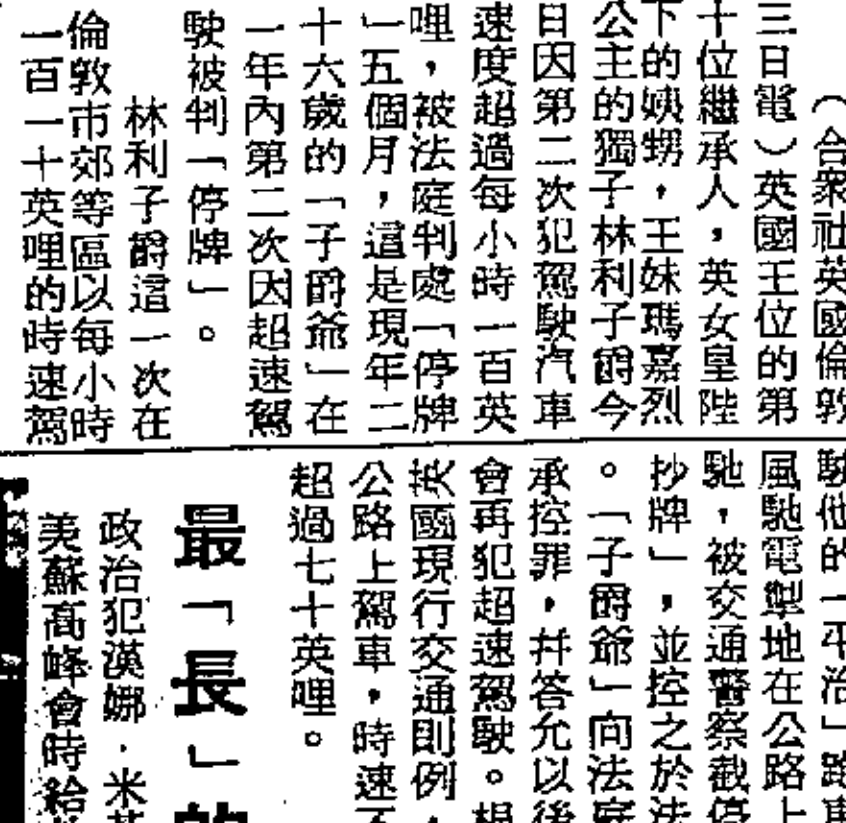 （合衆社英國倫敦
三日電）英國王位的第
十位繼承人，英女皇陛
下的姨甥，王妹瑪嘉烈
公主的獨子林利子爵今
日因第二次犯駕駛汽車
速度超過每小時一百英
哩，被法庭判處「停牌
」五個月，這是現年二
十六歲的「子爵爺」在
一年內第二次因超速駕
駛被判「停牌」。
林利子爵這一次在
倫敦市郊等區以每小時
一百一十英哩的時速駕
駛他的「平治」跑車
風馳電掣地在公路上
馳，被交通警察截停
抄牌」，並控之於法
。「子爵爺」向法庭
承控罪，并答允以後
會再犯超速駕駛。根
據英國現行交通則例，
公路上駕車，時速不
超過七十英哩。
最「長」的
政治犯漢娜·米
美蘇高峰會時給